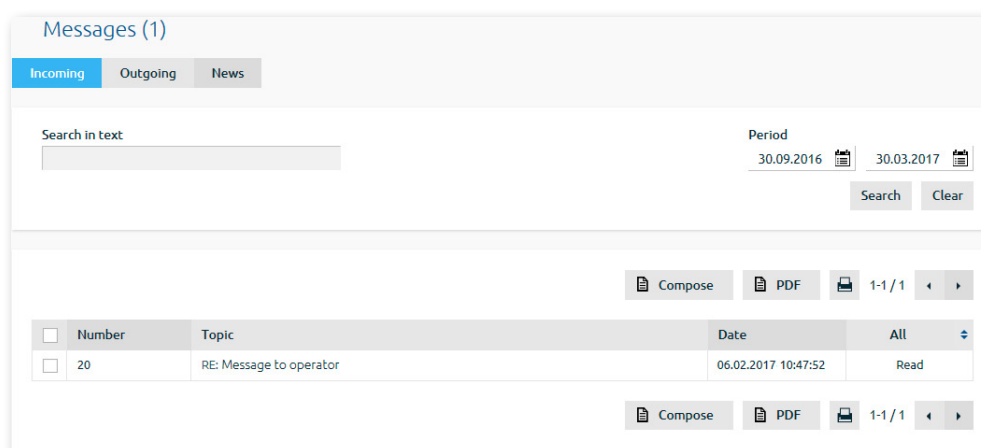 Messages (1)
Incoming Outgoing News
Search in text Period
30.09.2016 30.03.2017
Search Clear
Compose PDF 1-1 / 1
Number Topic Date All
20 RE: Message to operator 06.02.2017 10:47:52 Read
Compose PDF 1-1 / 1